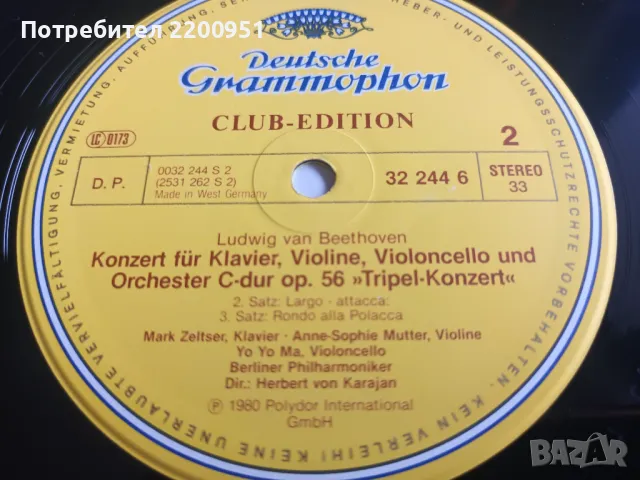 Потребител 2200951
VERMIETUNG, AUFFÜHRUNG, SEN
HEBER- UND LEISTUNGSSCHUTZRECHTE VORBEHALTEN · KEIN VERLEIH! KEINE UNERLAUBTE VERVIELFÄLTIGUNG,
Deutsche
Grammophon
CLUB-EDITION
LC 0173
2
D. P.
0032 244 S 2
(2531 262 S 2)
Made in West Germany
32 244 6
STEREO
33
Ludwig van Beethoven
Konzert für Klavier, Violine, Violoncello und
Orchester C-dur op. 56 »Tripel-Konzert«
2. Satz: Largo - attacca:
3. Satz: Rondo alla Polacca
Mark Zeltser, Klavier · Anne-Sophie Mutter, Violine
Yo Yo Ma, Violoncello
Berliner Philharmoniker
Dir.: Herbert von Karajan
Ⓟ 1980 Polydor International
GmbH
BAZAR